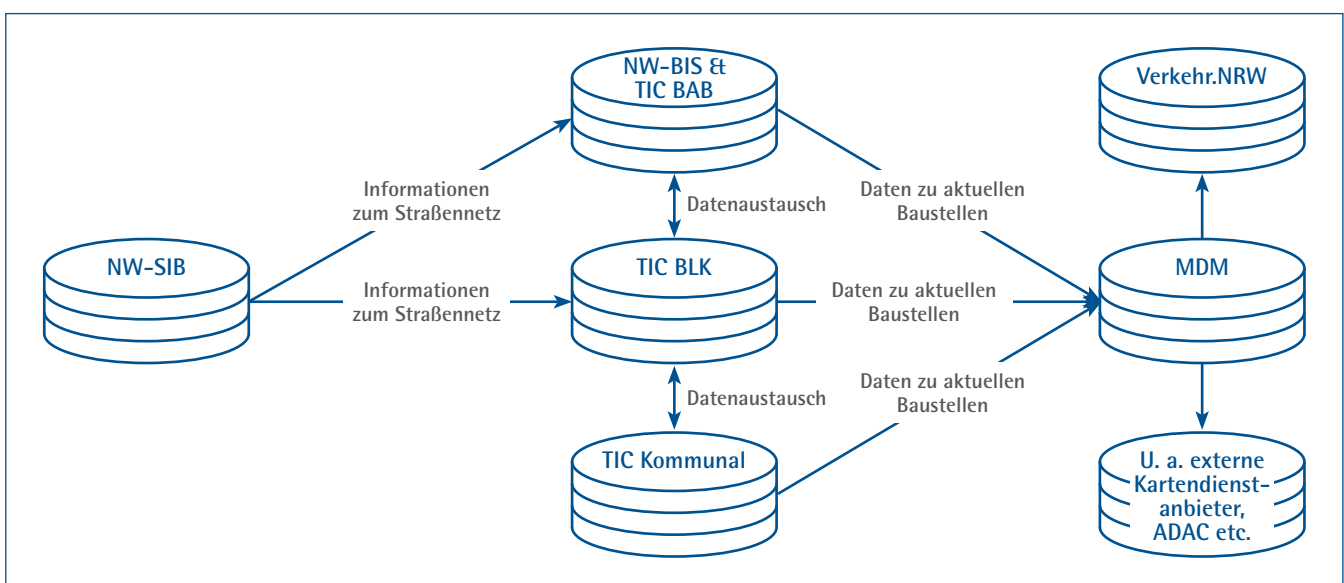 NW-BIS &
TIC BAB
Verkehr.NRW
Informationen
zum Straßennetz
Datenaustausch
Daten zu aktuellen
Baustellen
NW-SIB
Informationen
zum Straßennetz
TIC BLK
Daten zu aktuellen
Baustellen
MDM
Datenaustausch
Daten zu aktuellen
Baustellen
TIC Kommunal
U. a. externe
Kartendienst-
anbieter,
ADAC etc.